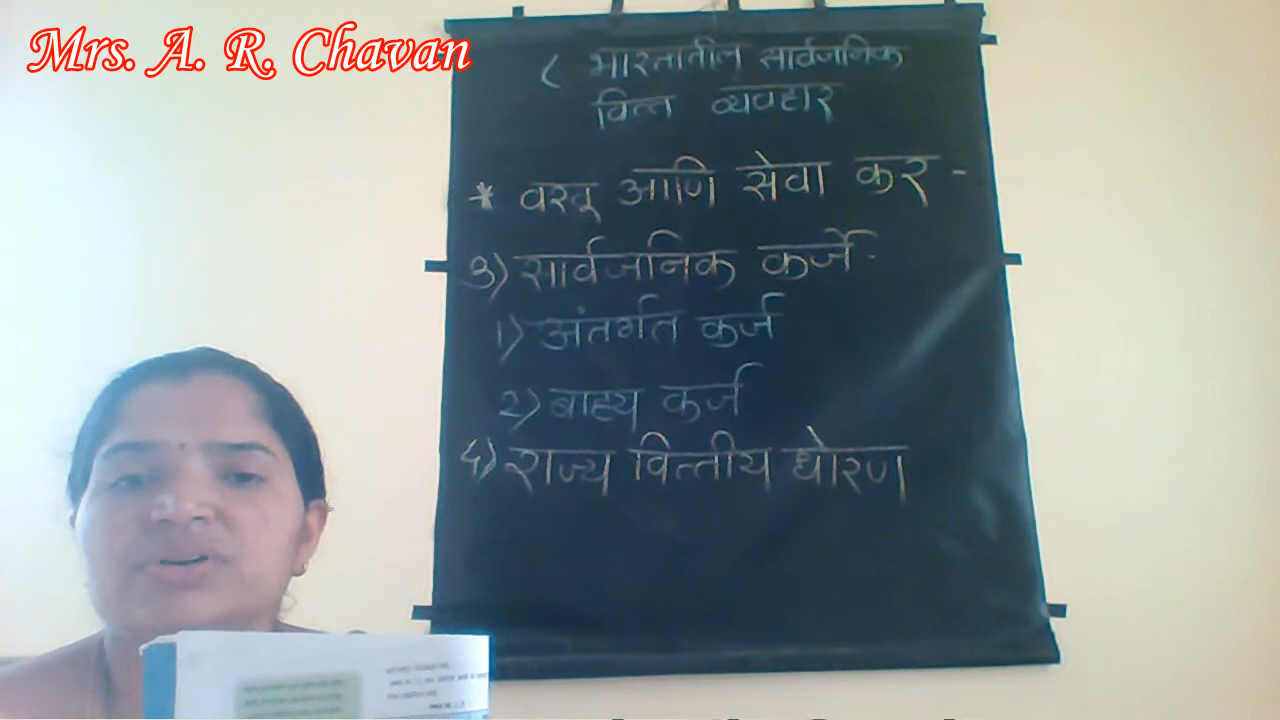 Mrs. A. R. Chavan
( भारतातील सार्वजनिक
वित्त व्यवहार
* वस्तू आणि सेवा कर -
३) सार्वजनिक कर्जे -
१) अंतर्गत कर्ज
२) बाह्य कर्ज
४) राज्य वित्तीय धोरण